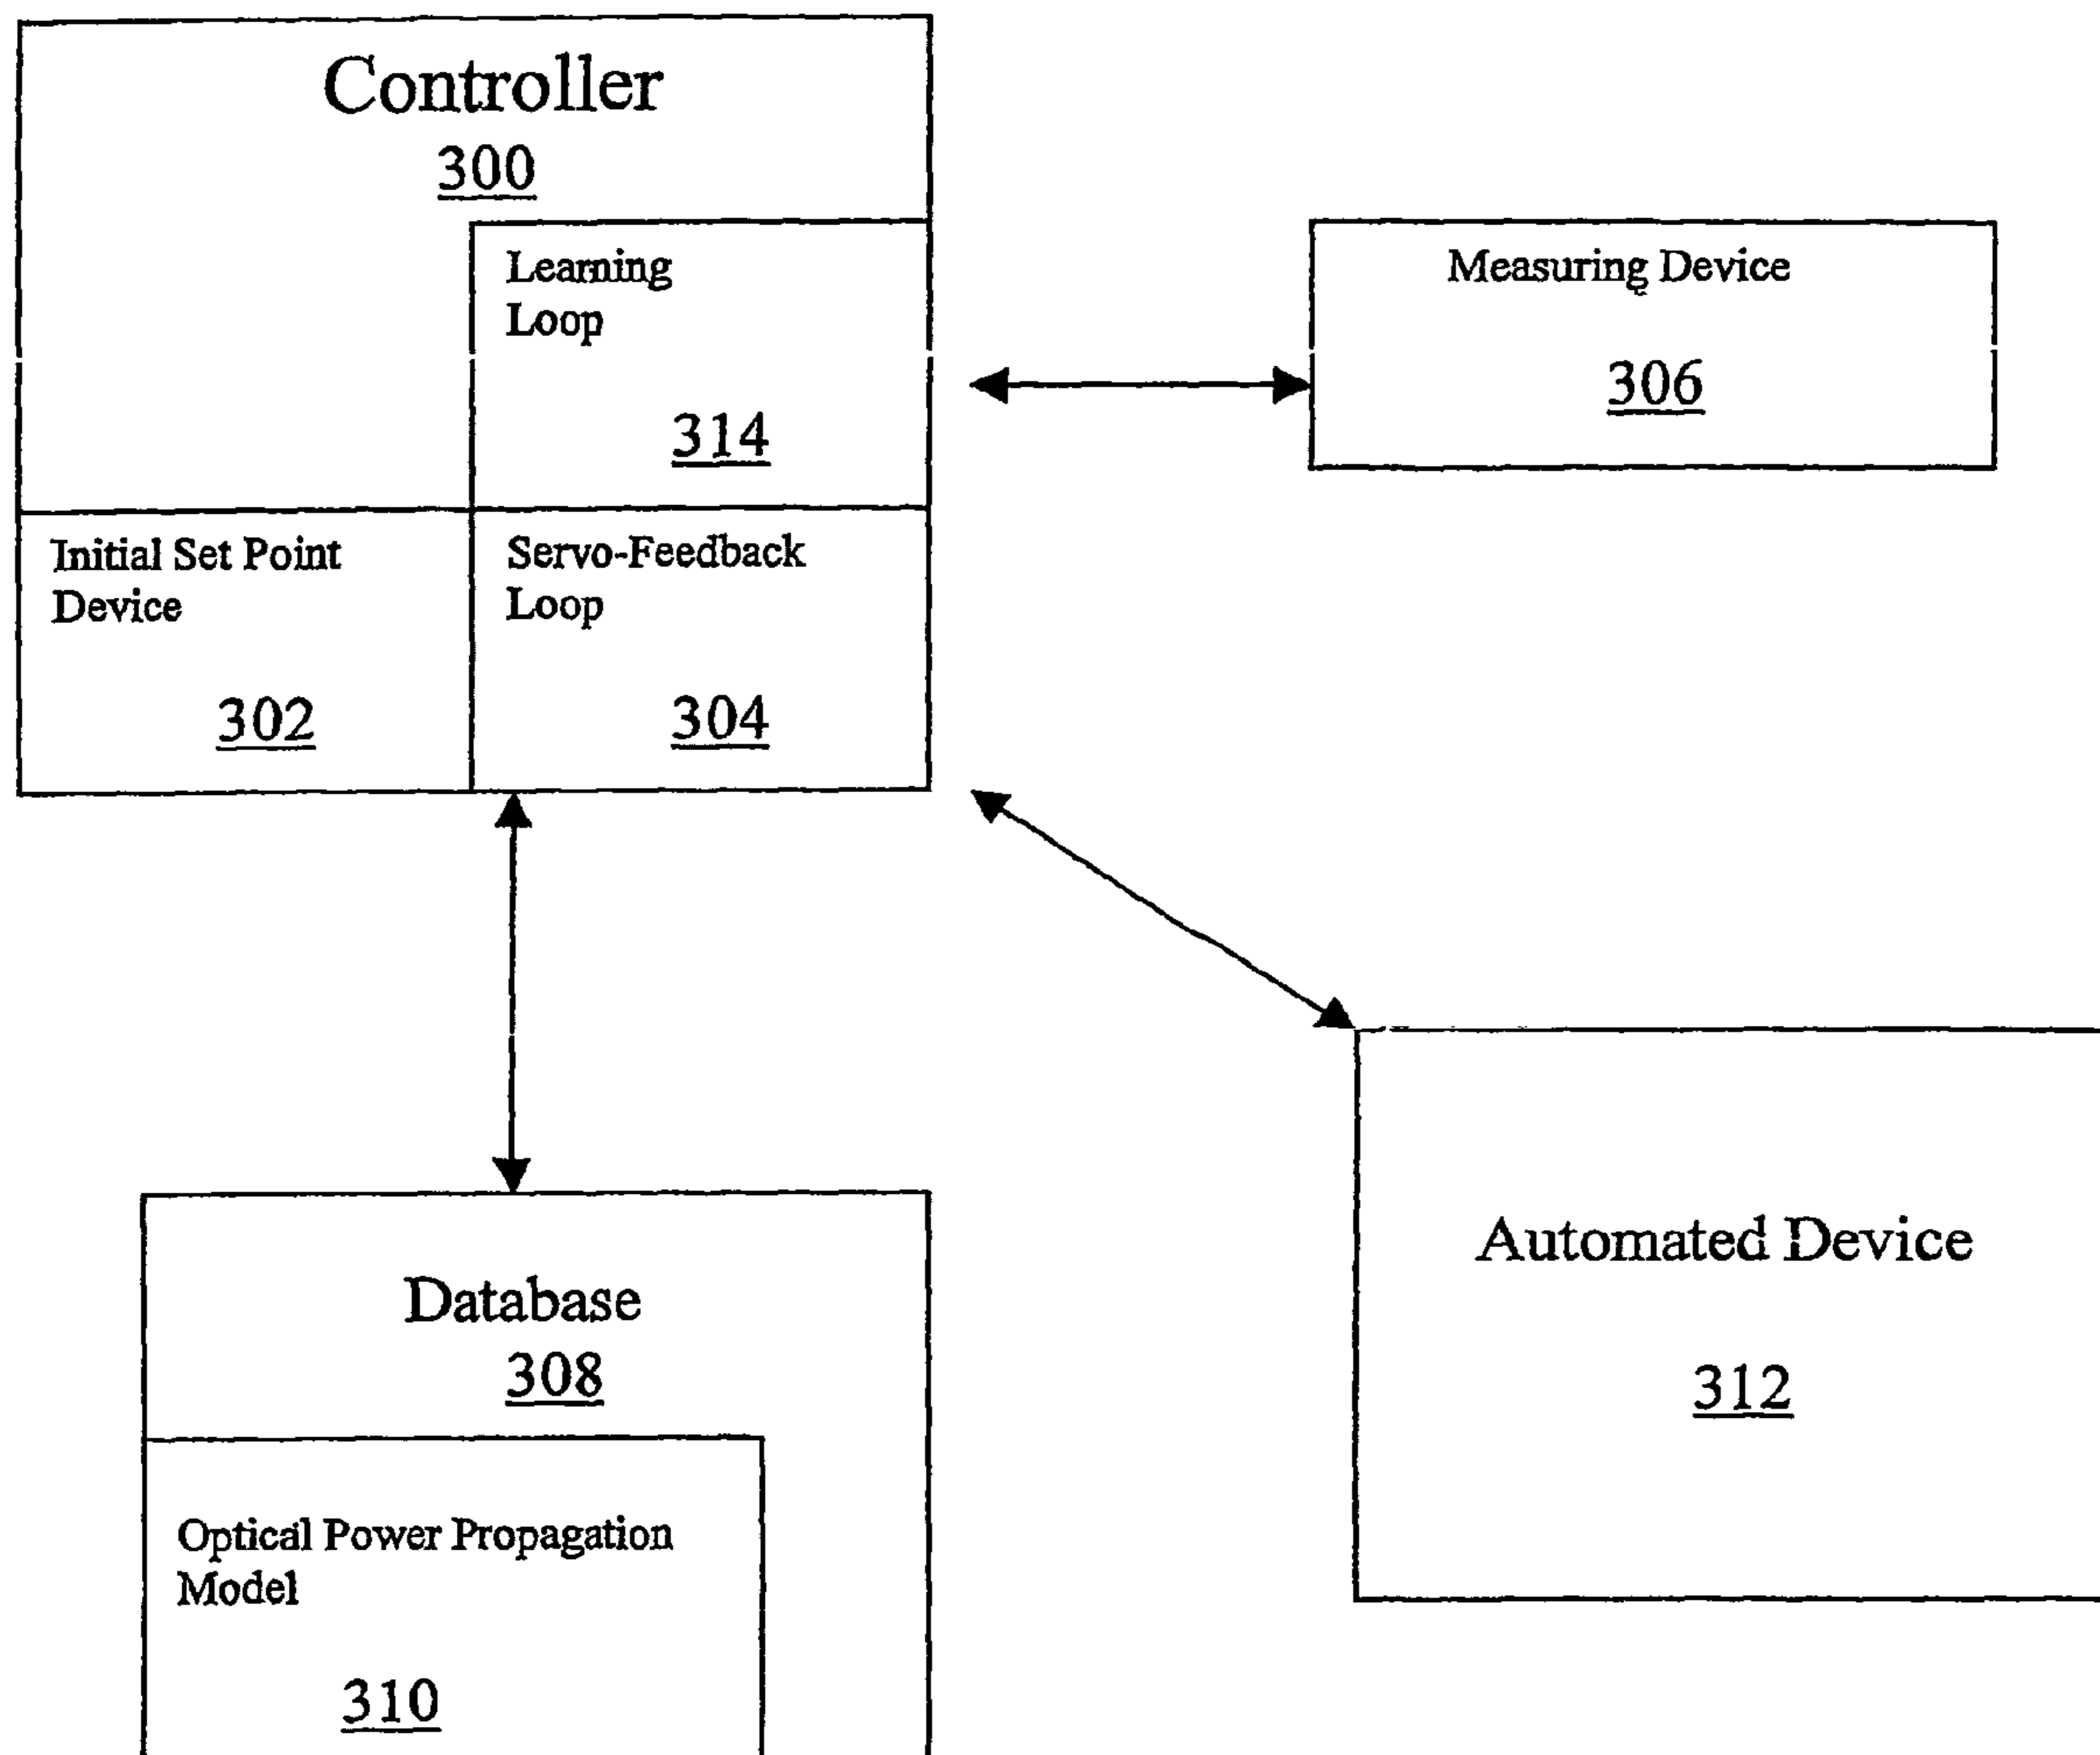 Controller
300
Learning
Loop
314
Measuring Device
306
Initial Set Point
Device
302
Servo-Feedback
Loop
304
Database
308
Optical Power Propagation
Model
310
Automated Device
312